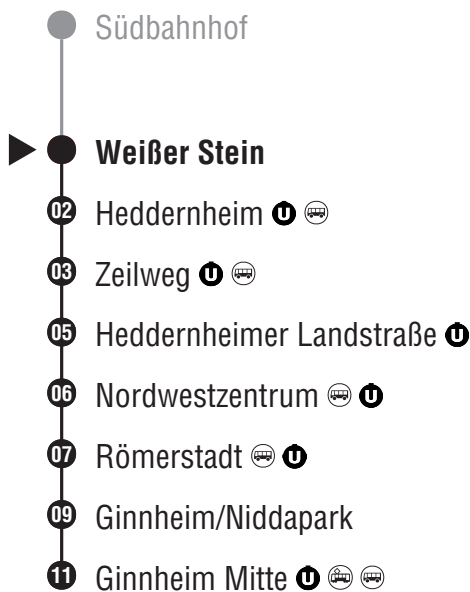 Südbahnhof
Weißer Stein
02 Heddernheim U
03 Zeilweg U
05 Heddernheimer Landstraße U
06 Nordwestzentrum U
07 Römerstadt U
09 Ginnheim/Niddapark
11 Ginnheim Mitte U